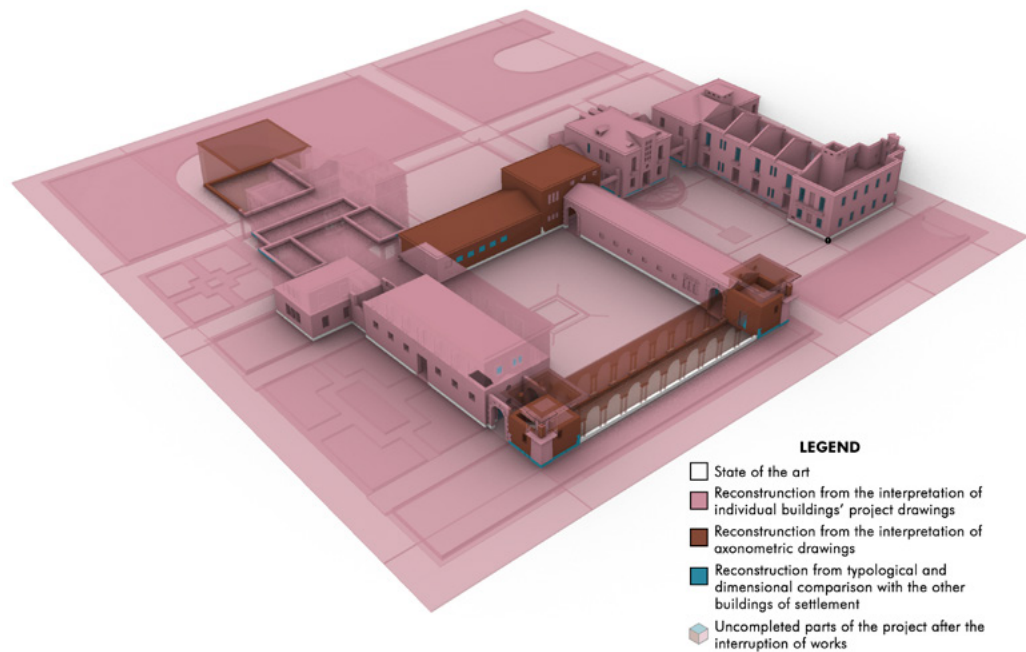 LEGEND
State of the art
Reconstrunction from the interpretation of
individual buildings' project drawings
Reconstrunction from the interpretation of
axonometric drawings
Reconstruction from typological and
dimensional comparison with the other
buildings of settlement
Uncompleted parts of the project after the
interruption of works